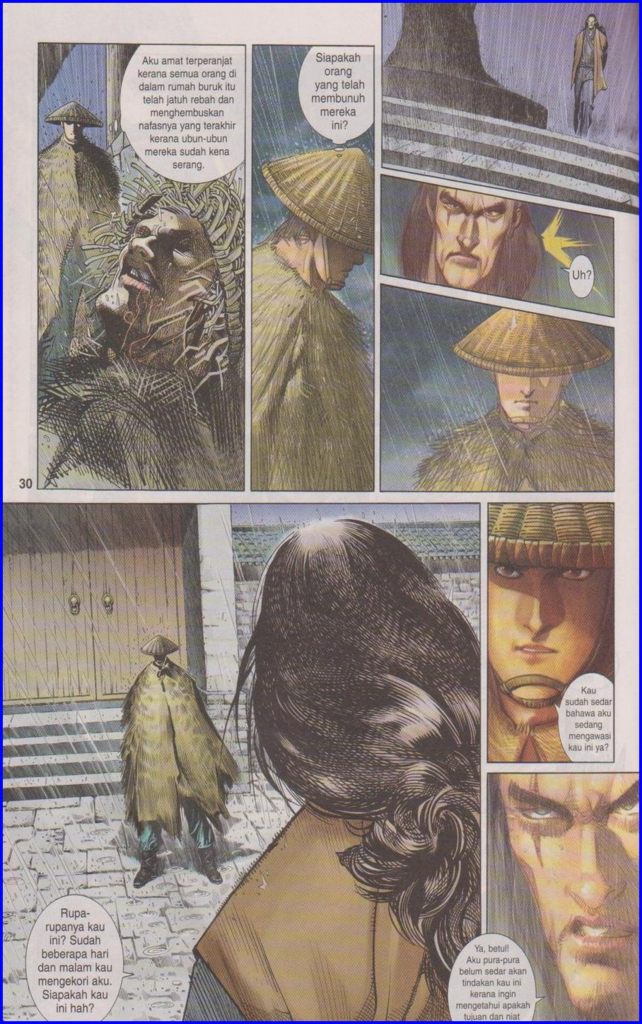 Aku amat terperanjat
kerana semua orang di
dalam rumah buruk itu
telah jatuh rebah dan
menghembuskan
nafasnya yang terakhir
kerana ubun-ubun
mereka sudah kena
serang.
Siapakah
orang
yang telah
membunuh
mereka
ini?
Uh?
30
Rupa-
rupanya kau
ini? Sudah
beberapa hari
dan malam kau
mengekori aku.
Siapakah kau
ini hah?
Kau
sudah sedar
bahawa aku
sedang
mengawasi
kau ini ya?
Ya, betul!
Aku pura-pura
belum sedar akan
tindakan kau ini
kerana ingin
mengetahui apakah
tujuan dan niat